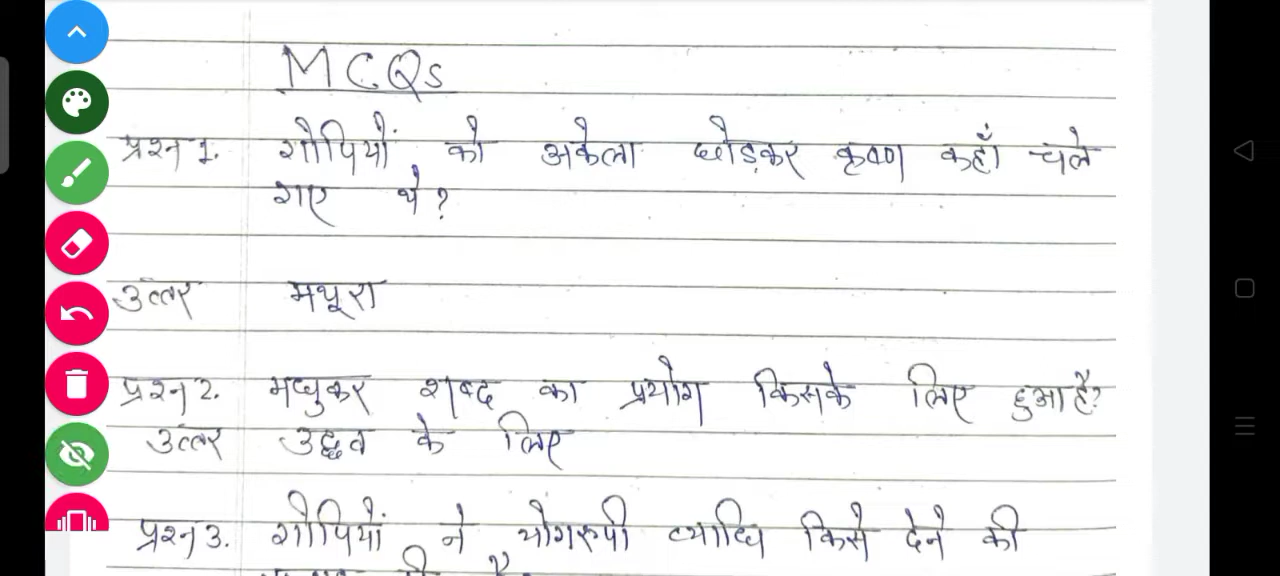 MCQs
प्रश्न 1. गोपियों को अकेला छोड़कर कृष्ण कहाँ चले
गए थे?
उत्तर मथूरा
प्रश्न 2. मधुकर शब्द का प्रयोग किसके लिए हुआ है?
उत्तर उद्धव के लिए
प्रश्न 3. गोपियों ने योगरुपी व्याधि किसे देने की